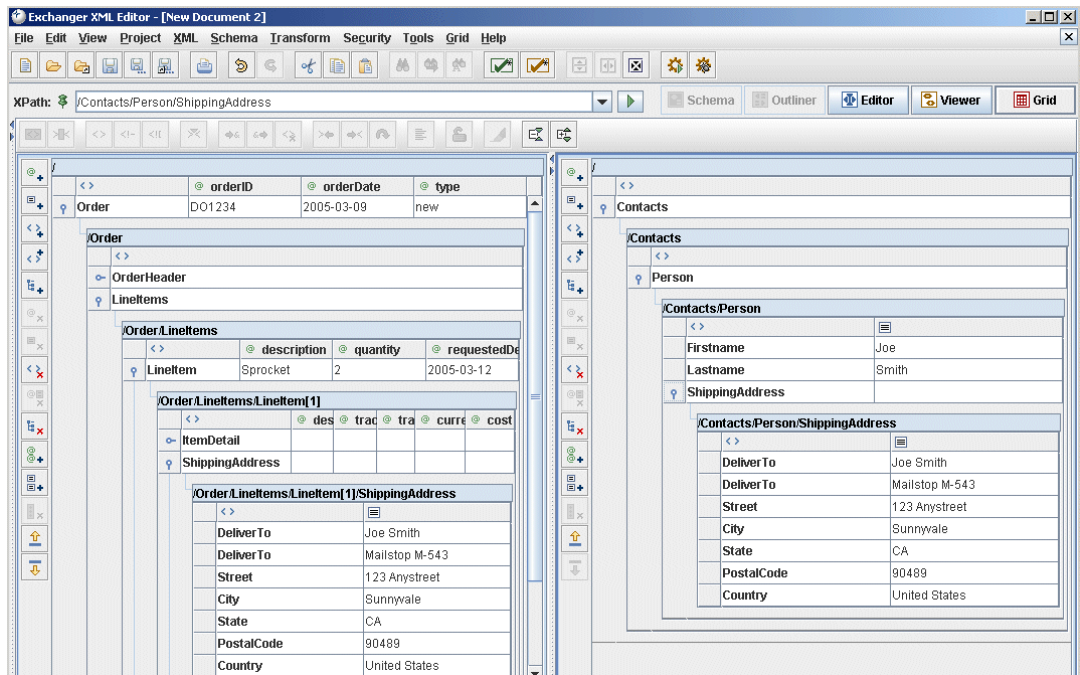 Exchanger XML Editor - [New Document 2]
File Edit View Project XML Schema Transform Security Tools Grid Help
XPath: /Contacts/Person/ShippingAddress
Schema Outliner Editor Viewer Grid
/
<> @ orderID @ orderDate @ type
Order DO1234 2005-03-09 new
/Order
<>
OrderHeader
LineItems
/Order/LineItems
<> @ description @ quantity @ requestedDe
LineItem Sprocket 2 2005-03-12
/Order/LineItems/LineItem[1]
<> @ des @ trac @ tra @ curre @ cost
ItemDetail
ShippingAddress
/Order/LineItems/LineItem[1]/ShippingAddress
<>
DeliverTo Joe Smith
DeliverTo Mailstop M-543
Street 123 Anystreet
City Sunnyvale
State CA
PostalCode 90489
Country United States
/
<>
Contacts
/Contacts
<>
Person
/Contacts/Person
<>
Firstname Joe
Lastname Smith
ShippingAddress
/Contacts/Person/ShippingAddress
<>
DeliverTo Joe Smith
DeliverTo Mailstop M-543
Street 123 Anystreet
City Sunnyvale
State CA
PostalCode 90489
Country United States